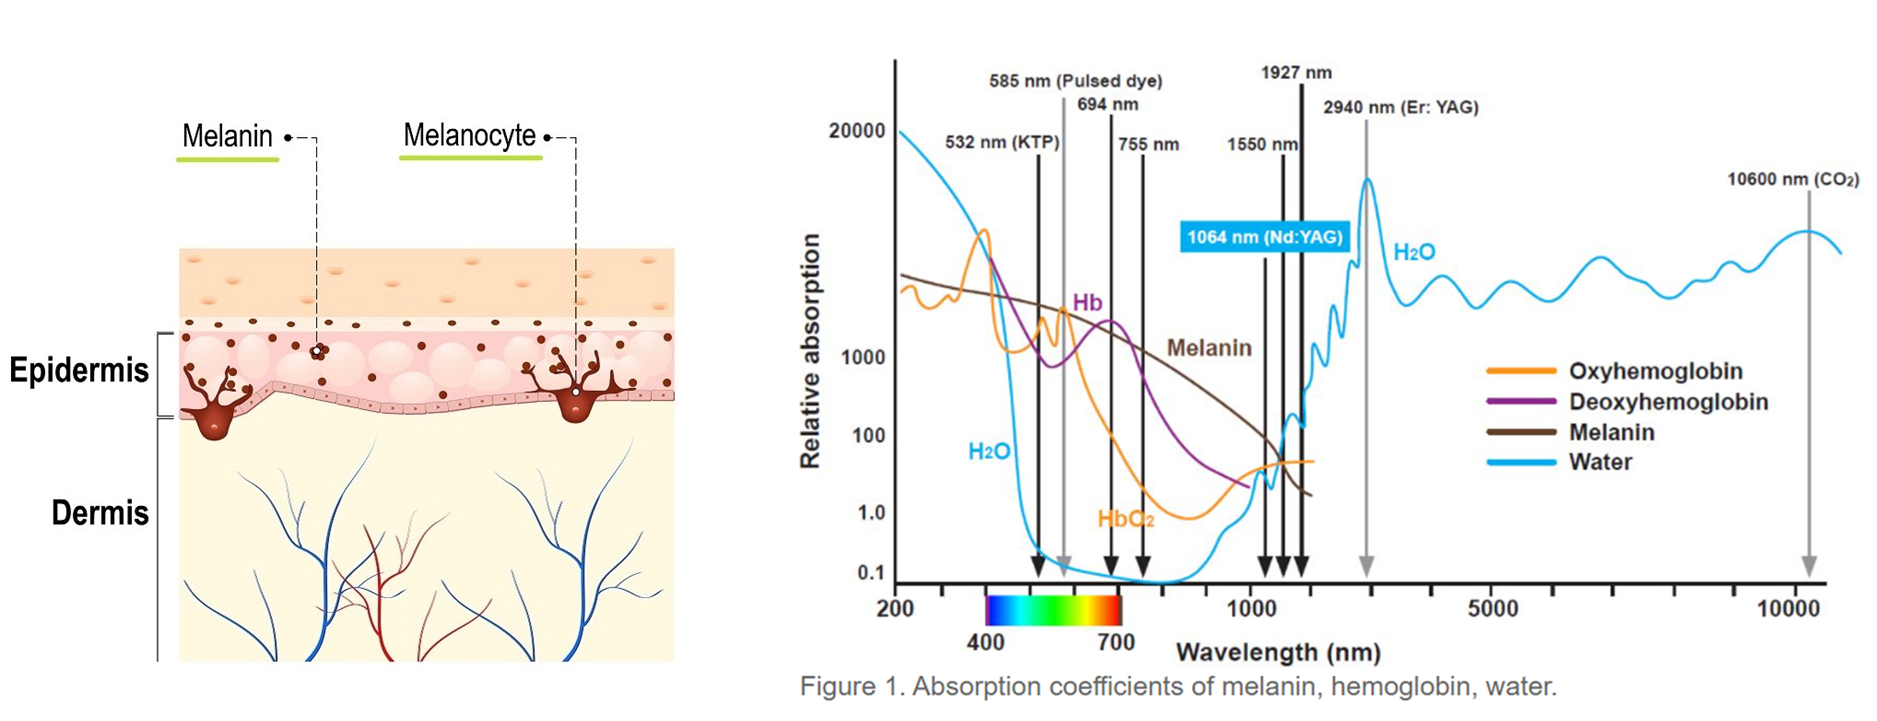 Melanin
Melanocyte
Epidermis
Dermis
1927 nm
585 nm (Pulsed dye)
694 nm
2940 nm (Er: YAG)
20000
532 nm (KTP)
755 nm
1550 nm
10600 nm (CO2)
1064 nm (Nd:YAG)
H2O
Hb
Relative absorption
Melanin
1000
Oxyhemoglobin
Deoxyhemoglobin
Melanin
Water
100
H2O
1.0
HbO2
0.1
200
1000
5000
10000
400
700
Wavelength (nm)
Figure 1. Absorption coefficients of melanin, hemoglobin, water.